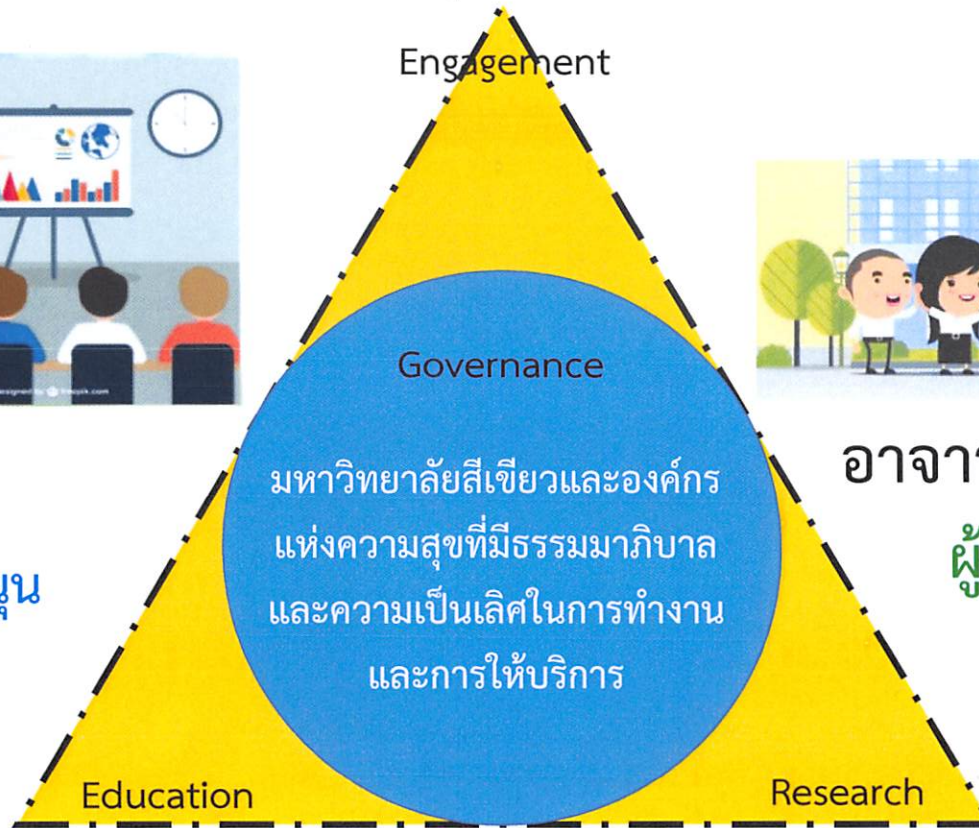 Engagement
Governance
มหาวิทยาลัยสีเขียวและองค์กร
แห่งความสุขที่มีธรรมมาภิบาล
และความเป็นเลิศในการทำงาน
และการให้บริการ
Education
Research